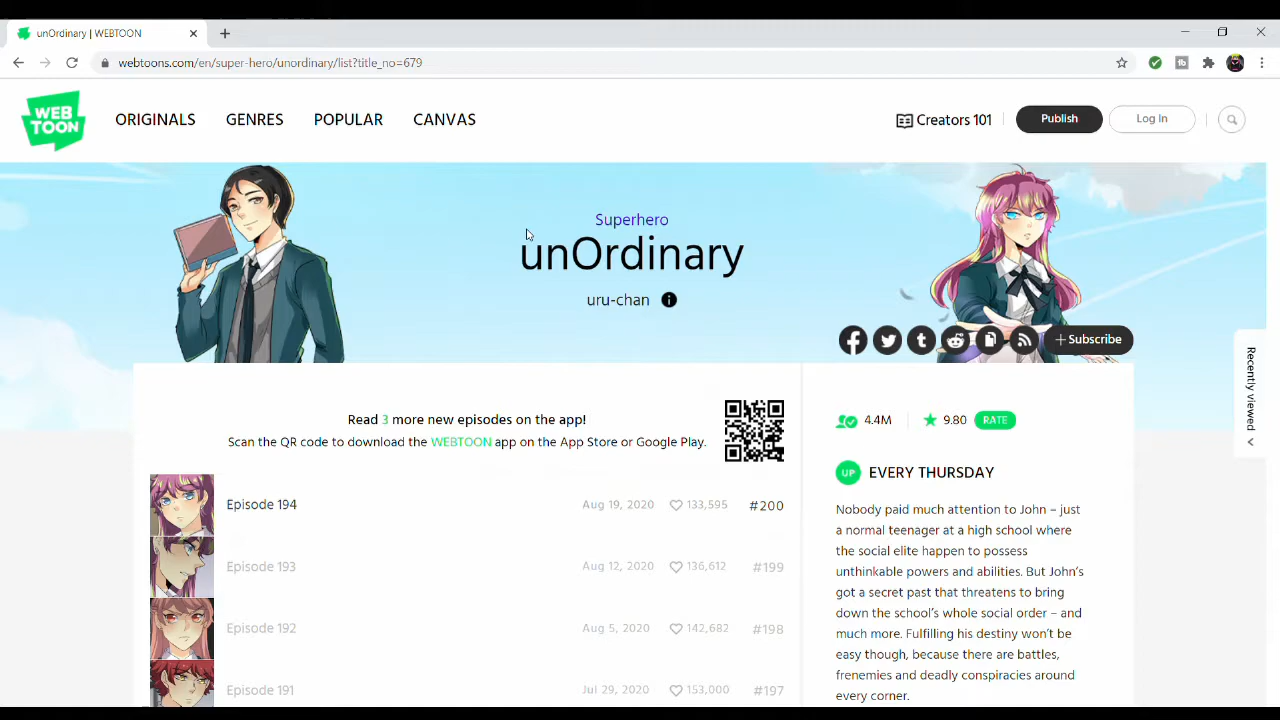 unOrdinary | WEBTOON
webtoons.com/en/super-hero/unordinary/list?title_no=679
WEB
TOON
ORIGINALS GENRES POPULAR CANVAS
Creators 101 Publish Log in
Superhero
unOrdinary
uru-chan
+ Subscribe
Recently viewed
Read 3 more new episodes on the app!
Scan the QR code to download the WEBTOON app on the App Store or Google Play.
4.4M 9.80 RATE
UP EVERY THURSDAY
Episode 194 Aug 19, 2020 133,595 #200
Episode 193 Aug 12, 2020 136,612 #199
Episode 192 Aug 5, 2020 142,682 #198
Episode 191 Jul 29, 2020 153,000 #197
Nobody paid much attention to John – just
a normal teenager at a high school where
the social elite happen to possess
unthinkable powers and abilities. But John's
got a secret past that threatens to bring
down the school's whole social order – and
much more. Fulfilling his destiny won't be
easy though, because there are battles,
frenemies and deadly conspiracies around
every corner.